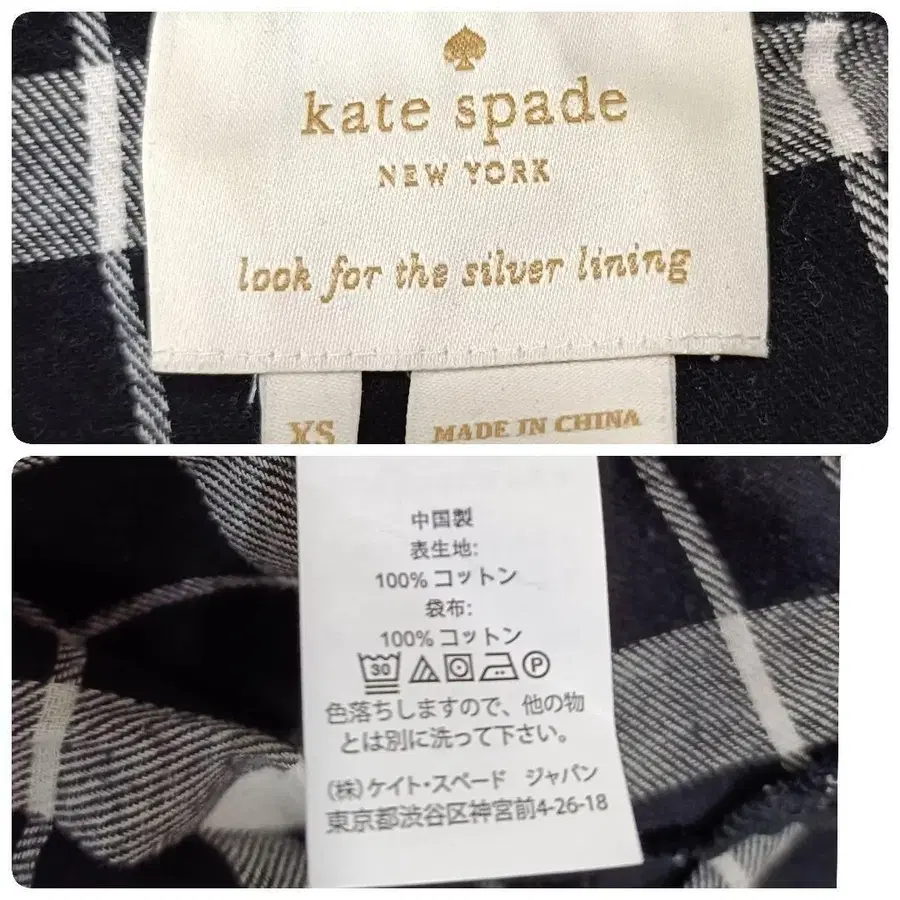 kate spade
NEW YORK
look for the silver lining
XS
MADE IN CHINA
中国製
表生地:
100% コットン
袋布:
100% コットン
30
P
色落ちしますので、他の物
とは別に洗って下さい。
(株)ケイト・スペード ジャパン
東京都渋谷区神宮前4-26-18